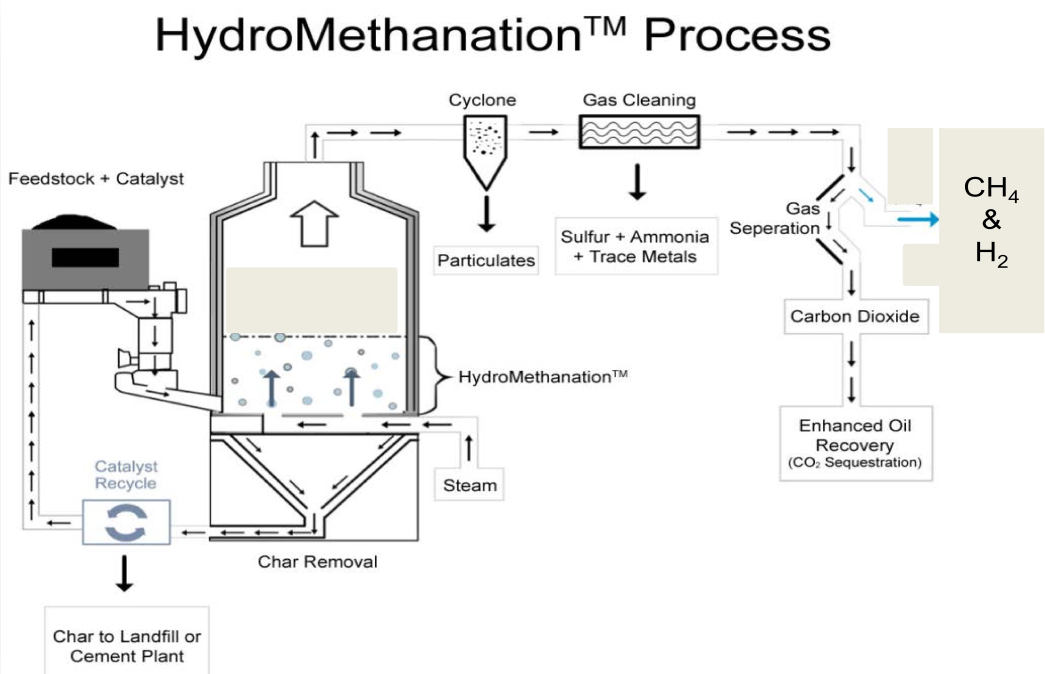 HydroMethanation™ Process
Cyclone
Gas Cleaning
Feedstock + Catalyst
CH₄
&
H₂
Gas
Seperation
Sulfur + Ammonia
+ Trace Metals
Particulates
Carbon Dioxide
HydroMethanation™
Enhanced Oil
Recovery
(CO₂ Sequestration)
Catalyst
Recycle
Steam
Char Removal
Char to Landfill or
Cement Plant